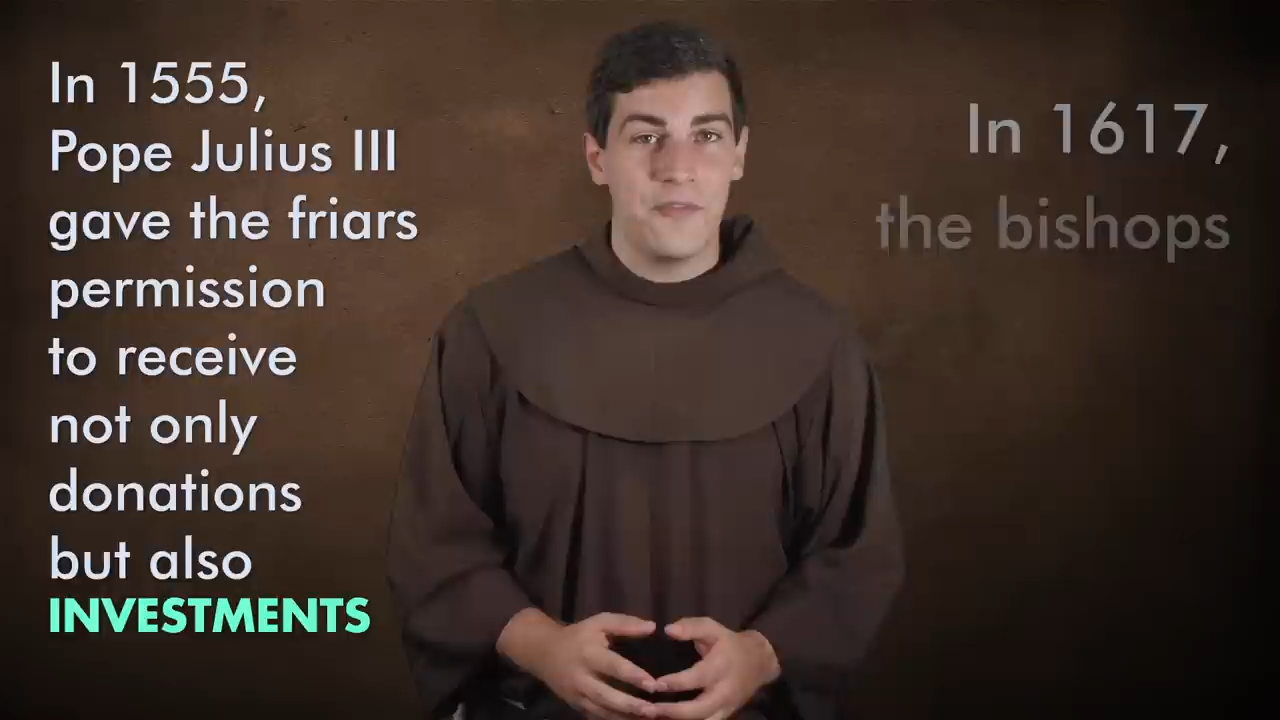 In 1555,
Pope Julius III
gave the friars
permission
to receive
not only
donations
but also
INVESTMENTS
In 1617,
the bishops